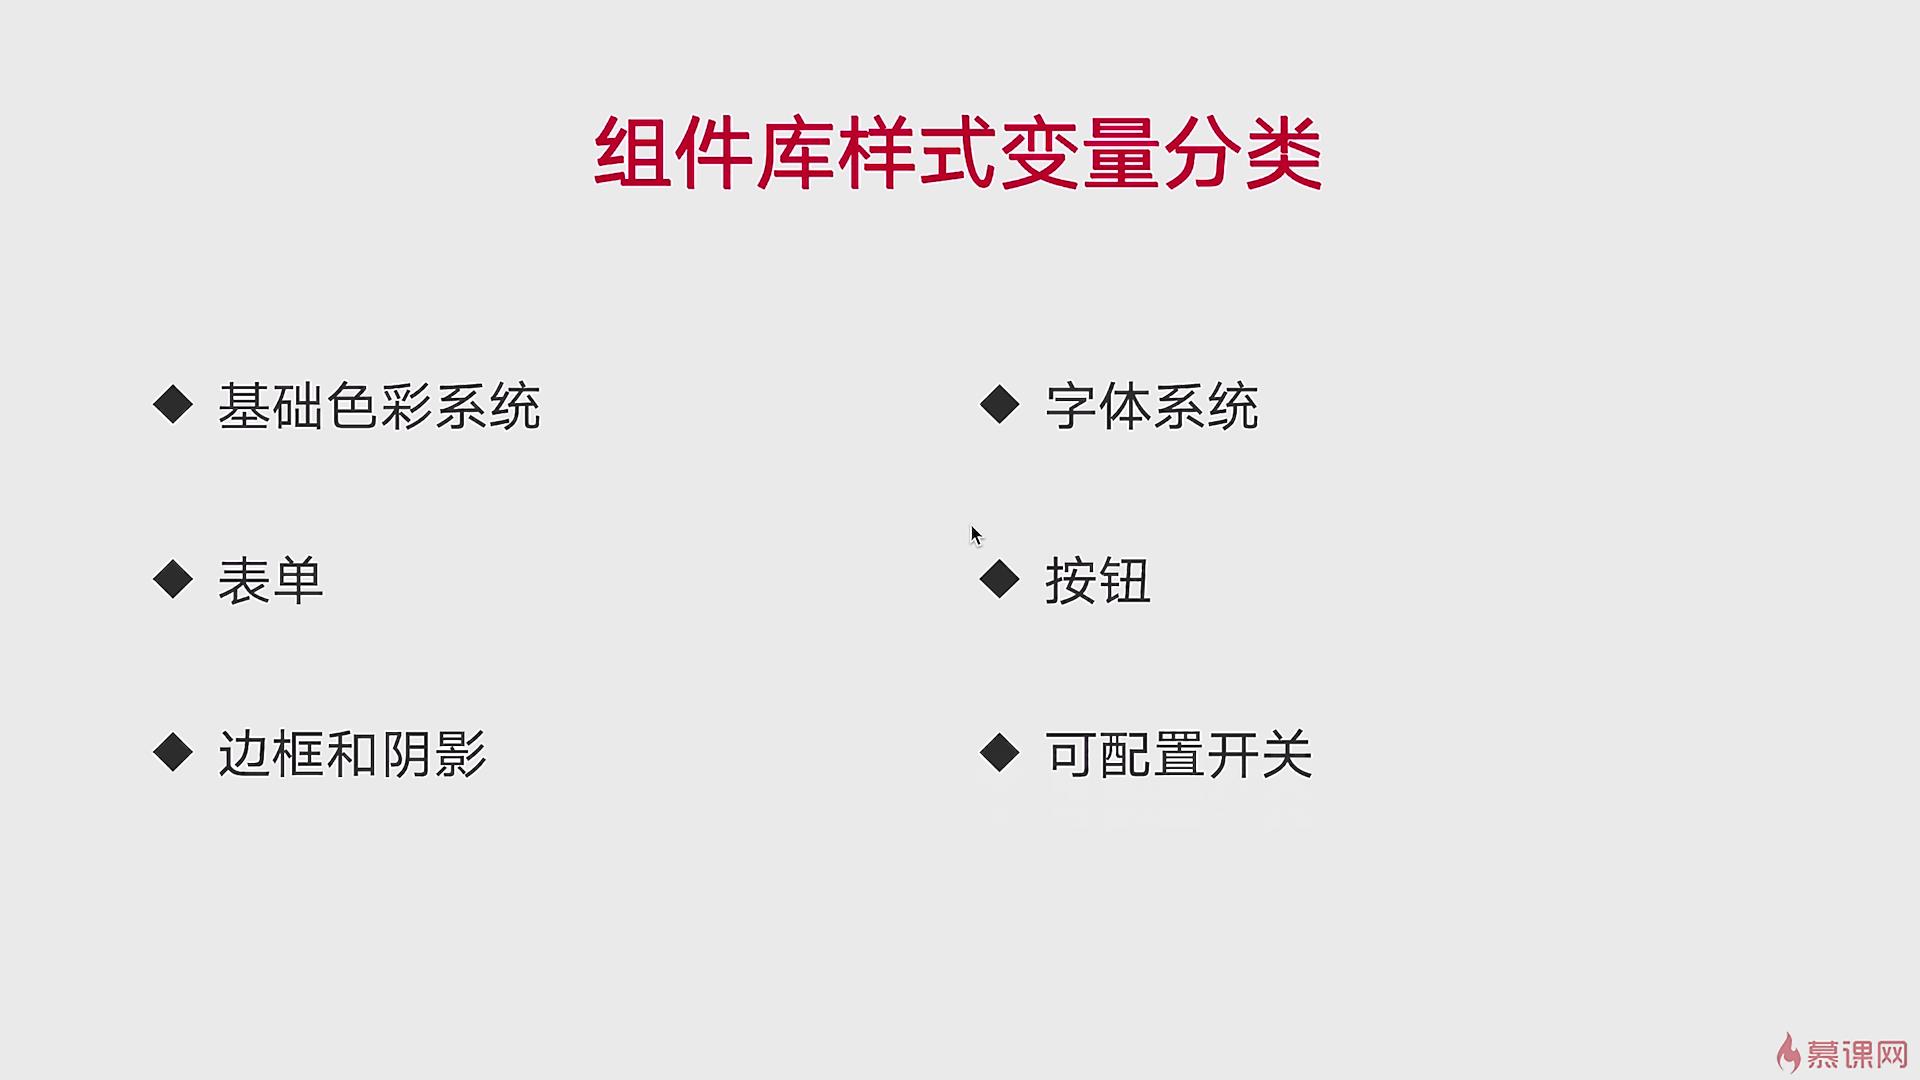 组件库样式变量分类
◆ 基础色彩系统
◆ 字体系统
◆ 表单
◆ 按钮
◆ 边框和阴影
◆ 可配置开关
慕课网